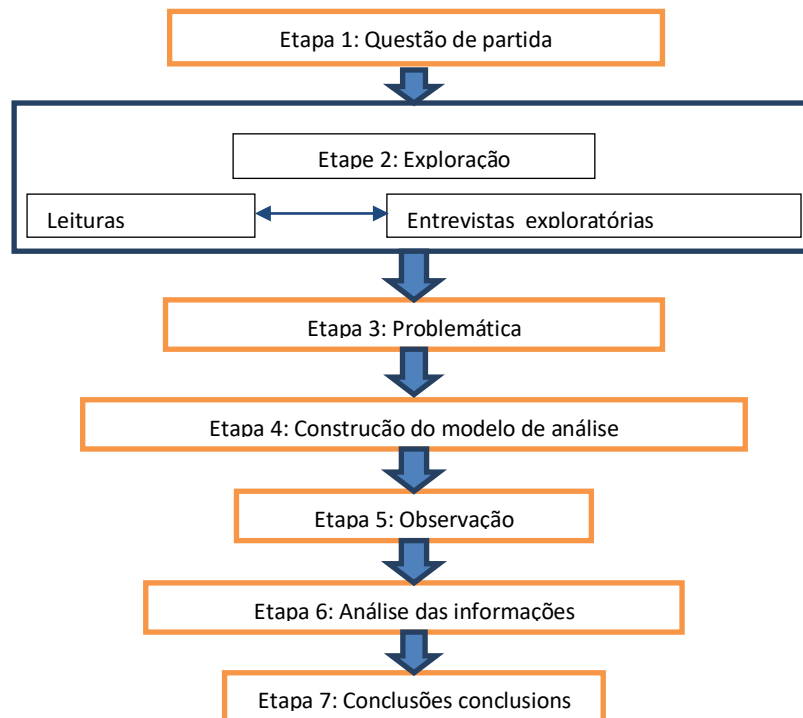 Etapa 1: Questão de partida
Etape 2: Exploração
Leituras
Entrevistas exploratórias
Etapa 3: Problemática
Etapa 4: Construção do modelo de análise
Etapa 5: Observação
Etapa 6: Análise das informações
Etapa 7: Conclusões conclusions